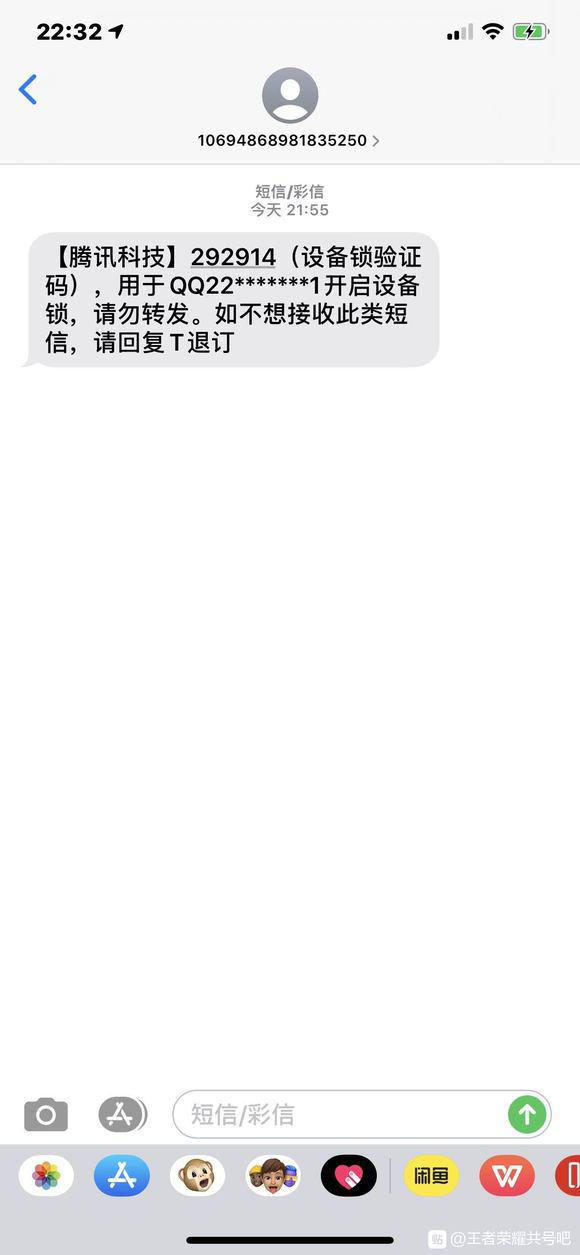 22:32
10694868981835250
短信/彩信
今天 21:55
【腾讯科技】292914（设备锁验证
码），用于QQ22*******1开启设备
锁，请勿转发。如不想接收此类短
信，请回复T退订
短信/彩信
闲鱼
贴 @王者荣耀共号吧